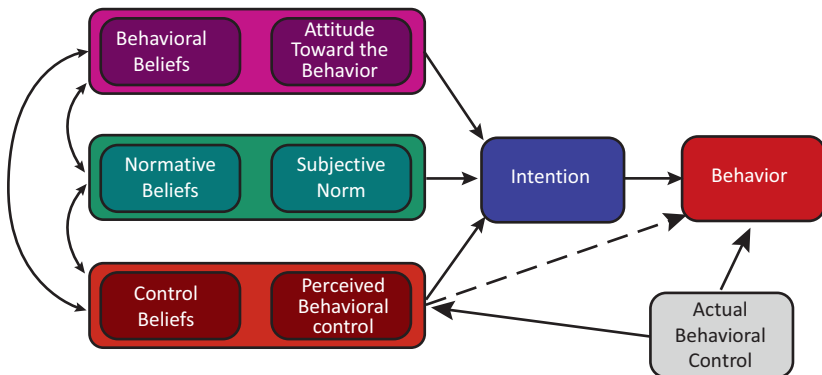 Behavioral
Beliefs
Attitude
Toward the
Behavior
Normative
Beliefs
Subjective
Norm
Intention
Behavior
Control
Beliefs
Perceived
Behavioral
control
Actual
Behavioral
Control